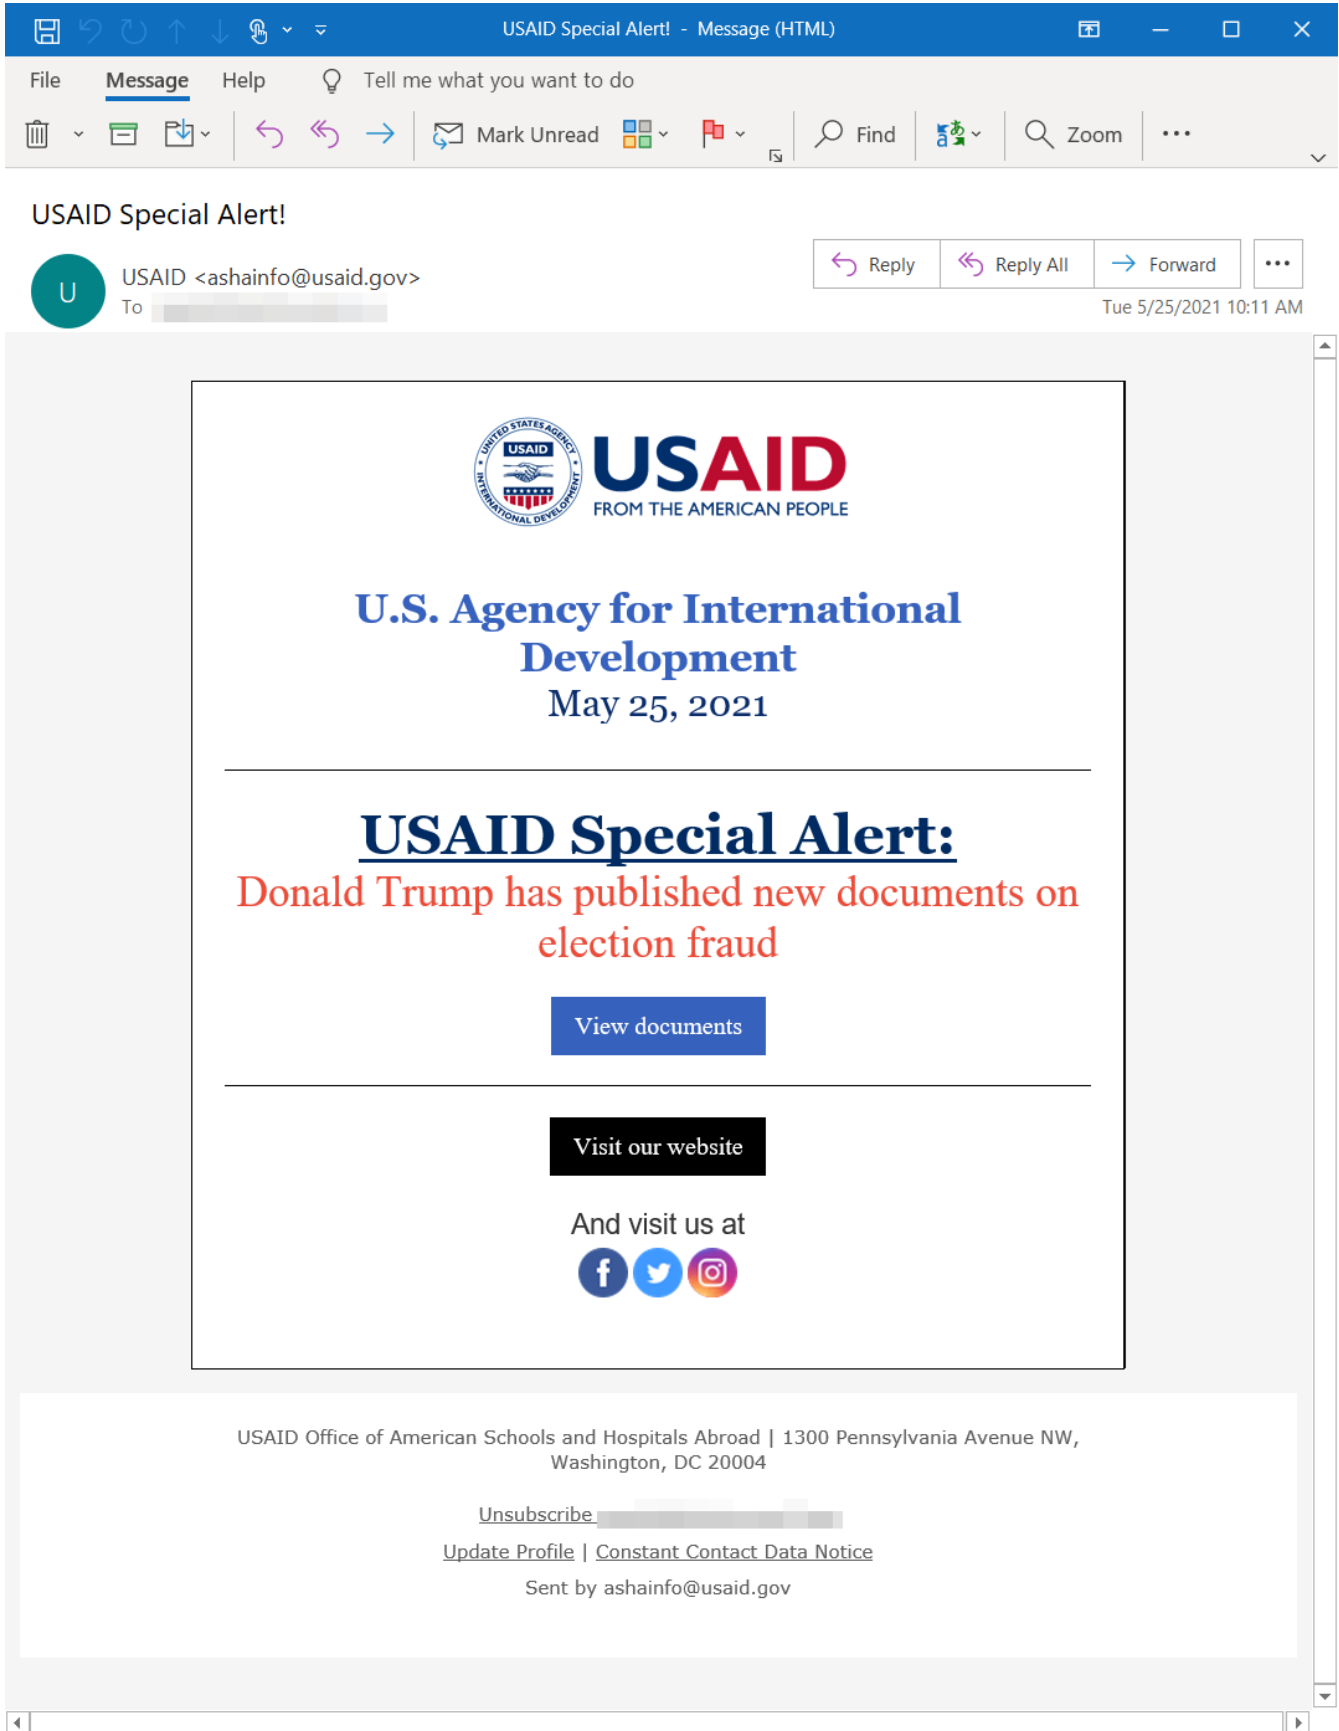 USAID Special Alert! - Message (HTML)
File Message Help Tell me what you want to do
Mark Unread Find Zoom
USAID Special Alert!
U
USAID <ashainfo@usaid.gov>
To
Reply Reply All Forward
Tue 5/25/2021 10:11 AM
UNITED STATES AGENCY
USAID
INTERNATIONAL DEVELOPMENT
USAID
FROM THE AMERICAN PEOPLE
U.S. Agency for International
Development
May 25, 2021
USAID Special Alert:
Donald Trump has published new documents on
election fraud
View documents
Visit our website
And visit us at
USAID Office of American Schools and Hospitals Abroad | 1300 Pennsylvania Avenue NW,
Washington, DC 20004
Unsubscribe
Update Profile | Constant Contact Data Notice
Sent by ashainfo@usaid.gov